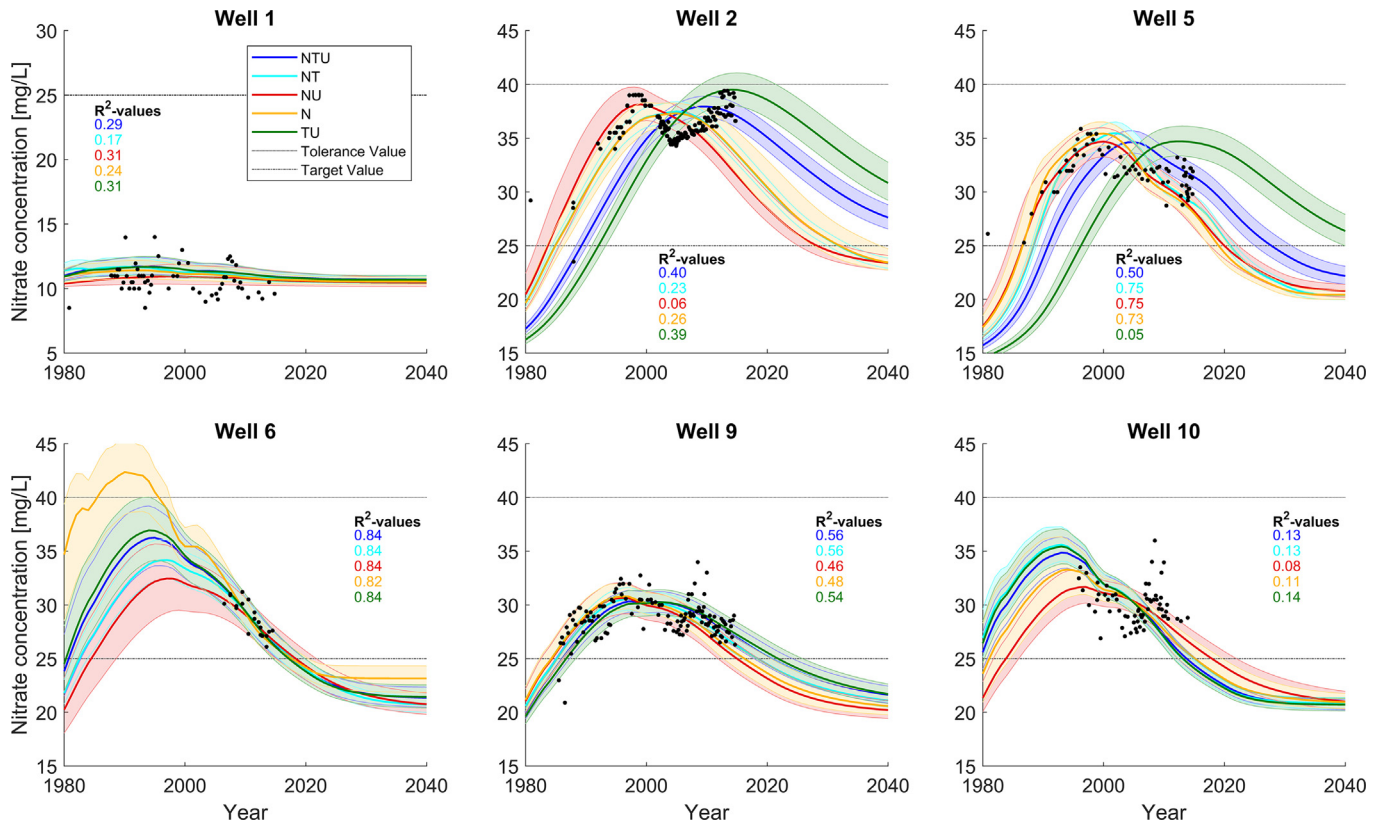 Well 1
Nitrate concentration [mg/L]
30
25
20
15
10
5
1980 2000 2020 2040
R²-values
0.29
0.17
0.31
0.24
0.31
NTU
NT
NU
N
TU
Tolerance Value
Target Value
Well 2
45
40
35
30
25
20
15
1980 2000 2020 2040
R²-values
0.40
0.23
0.06
0.26
0.39
Well 5
45
40
35
30
25
20
15
1980 2000 2020 2040
R²-values
0.50
0.75
0.75
0.73
0.05
Well 6
Nitrate concentration [mg/L]
45
40
35
30
25
20
15
1980 2000 2020 2040
Year
R²-values
0.84
0.84
0.84
0.82
0.84
Well 9
45
40
35
30
25
20
15
1980 2000 2020 2040
Year
R²-values
0.56
0.56
0.46
0.48
0.54
Well 10
45
40
35
30
25
20
15
1980 2000 2020 2040
Year
R²-values
0.13
0.13
0.08
0.11
0.14